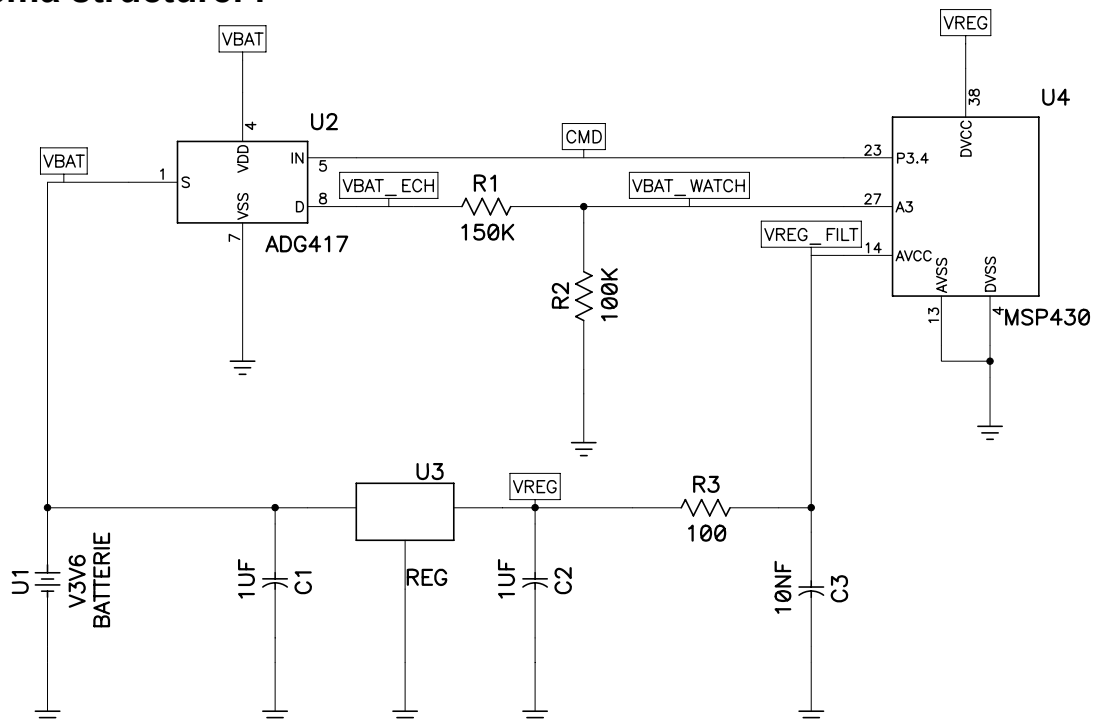 VREG
VBAT
38
U4
U2
4
DVCC
VDD
CMD
IN
5
23
P3.4
VBAT
1
S
VBAT_ECH
R1
VBAT_WATCH
VSS
D
8
27
A3
150K
7
ADG417
VREG_FILT
14
AVCC
AVSS
DVSS
R2
100K
13
4
MSP430
U3
VREG
R3
100
U1
V3V6
BATTERIE
1UF
C1
REG
1UF
C2
10NF
C3